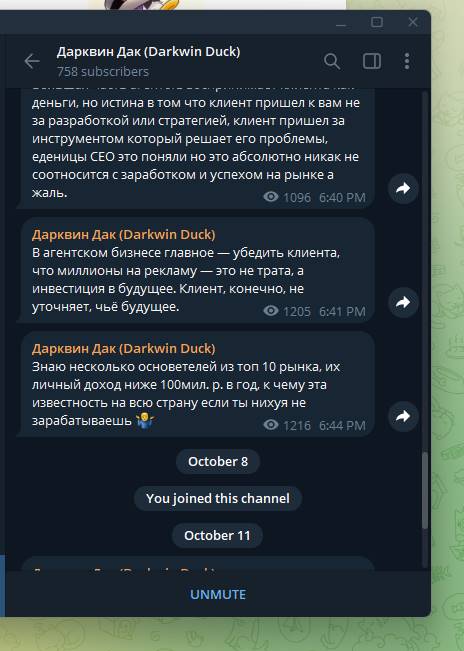 Дарквин Дак (Darkwin Duck)
758 subscribers
деньги, но истина в том что клиент пришел к вам не
за разработкой или стратегией, клиент пришел за
инструментом который решает его проблемы,
еденицы CEO это поняли но это абсолютно никак не
соотносится с заработком и успехом на рынке а
жаль.
1096 6:40 PM
Дарквин Дак (Darkwin Duck)
В агентском бизнесе главное — убедить клиента,
что миллионы на рекламу — это не трата, а
инвестиция в будущее. Клиент, конечно, не
уточняет, чьё будущее.
1205 6:41 PM
Дарквин Дак (Darkwin Duck)
Знаю несколько основетелей из топ 10 рынка, их
личный доход ниже 100мил. р. в год, к чему эта
известность на всю страну если ты нихуя не
зарабатываешь 🤷‍♂️
1216 6:44 PM
October 8
You joined this channel
October 11
UNMUTE